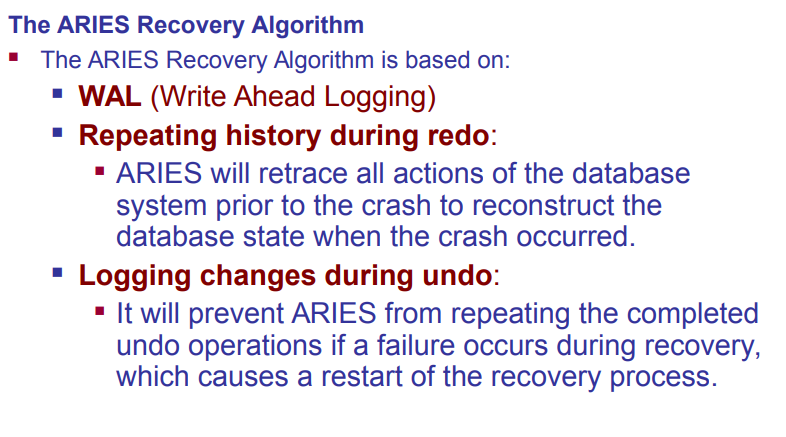 The ARIES Recovery Algorithm
The ARIES Recovery Algorithm is based on:
WAL (Write Ahead Logging)
Repeating history during redo:
ARIES will retrace all actions of the database
system prior to the crash to reconstruct the
database state when the crash occurred.
Logging changes during undo:
It will prevent ARIES from repeating the completed
undo operations if a failure occurs during recovery,
which causes a restart of the recovery process.